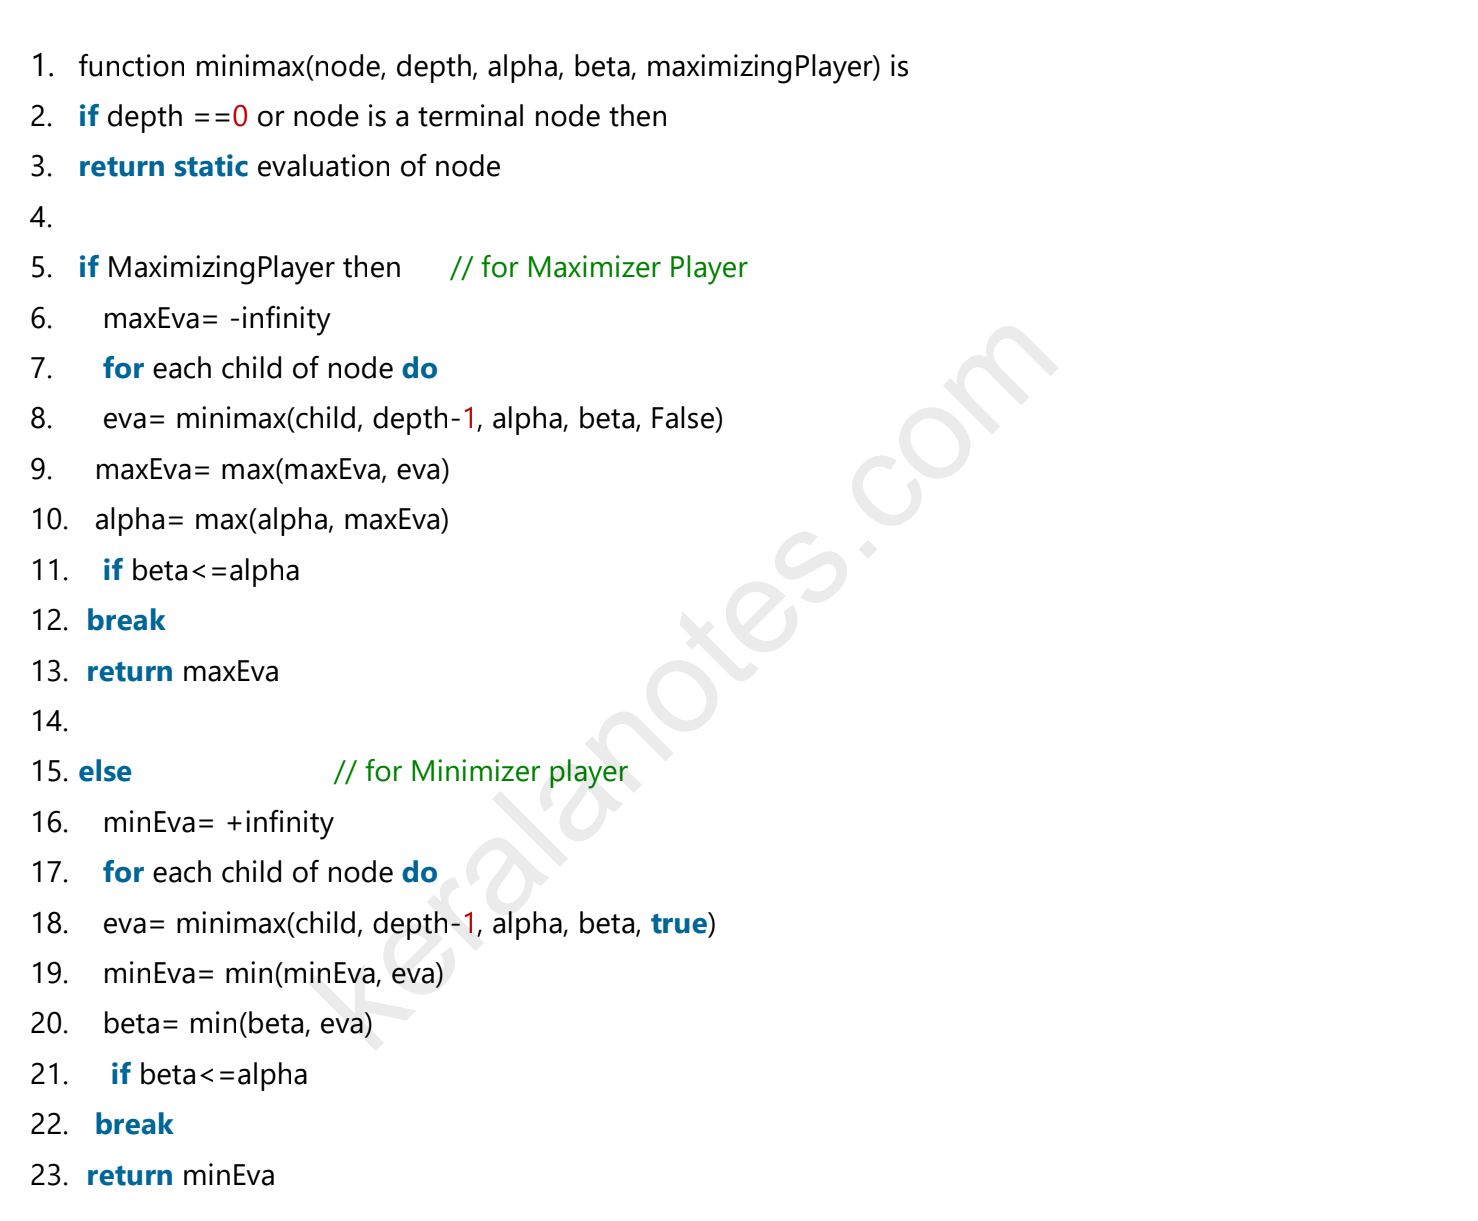 1. function minimax(node, depth, alpha, beta, maximizingPlayer) is
2. if depth ==0 or node is a terminal node then
3. return static evaluation of node
4.
5. if MaximizingPlayer then // for Maximizer Player
6. maxEva= -infinity
7. for each child of node do
8. eva= minimax(child, depth-1, alpha, beta, False)
9. maxEva= max(maxEva, eva)
10. alpha= max(alpha, maxEva)
11. if beta<=alpha
12. break
13. return maxEva
14.
15. else // for Minimizer player
16. minEva= +infinity
17. for each child of node do
18. eva= minimax(child, depth-1, alpha, beta, true)
19. minEva= min(minEva, eva)
20. beta= min(beta, eva)
21. if beta<=alpha
22. break
23. return minEva
keralanotes.com